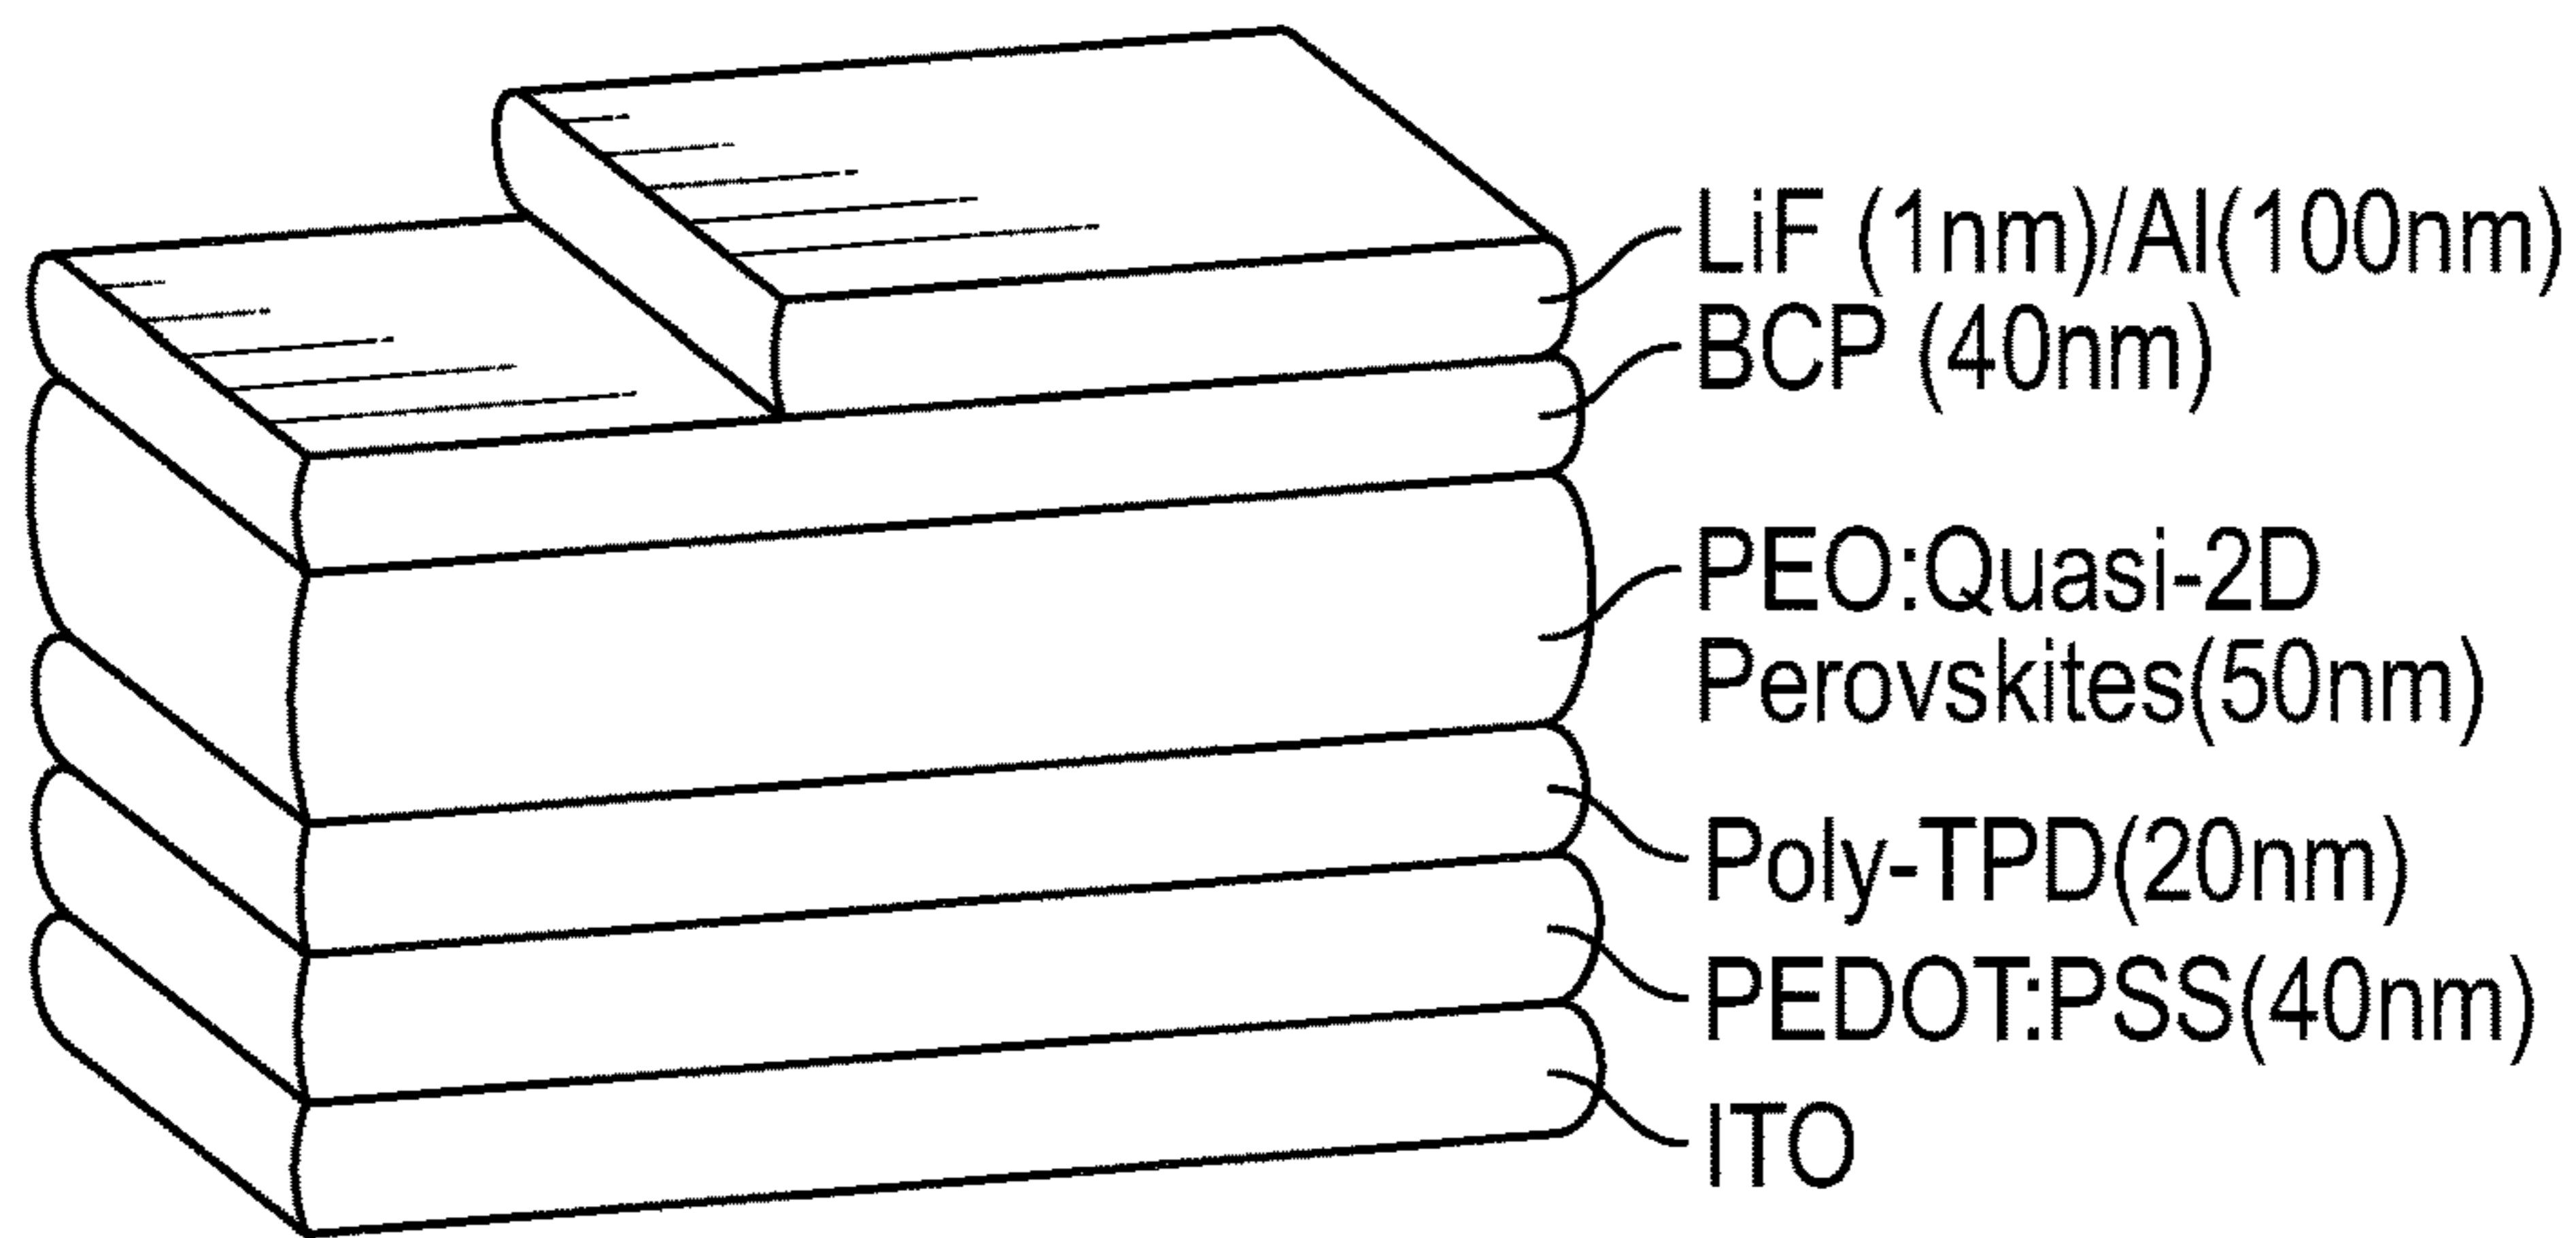 LiF (1nm)/Al(100nm)
BCP (40nm)
PEO:Quasi-2D
Perovskites(50nm)
Poly-TPD(20nm)
PEDOT:PSS(40nm)
ITO